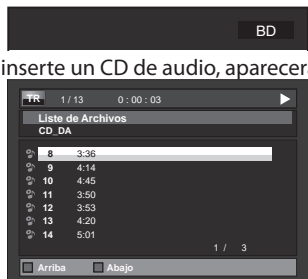 BD
inserte un CD de audio, aparecer
TR 1 / 13 0 : 00 : 03
Liste de Archivos
CD_DA
8 3:36
9 4:14
10 4:45
11 3:50
12 3:53
13 4:20
14 5:01
1 / 3
Arriba Abajo